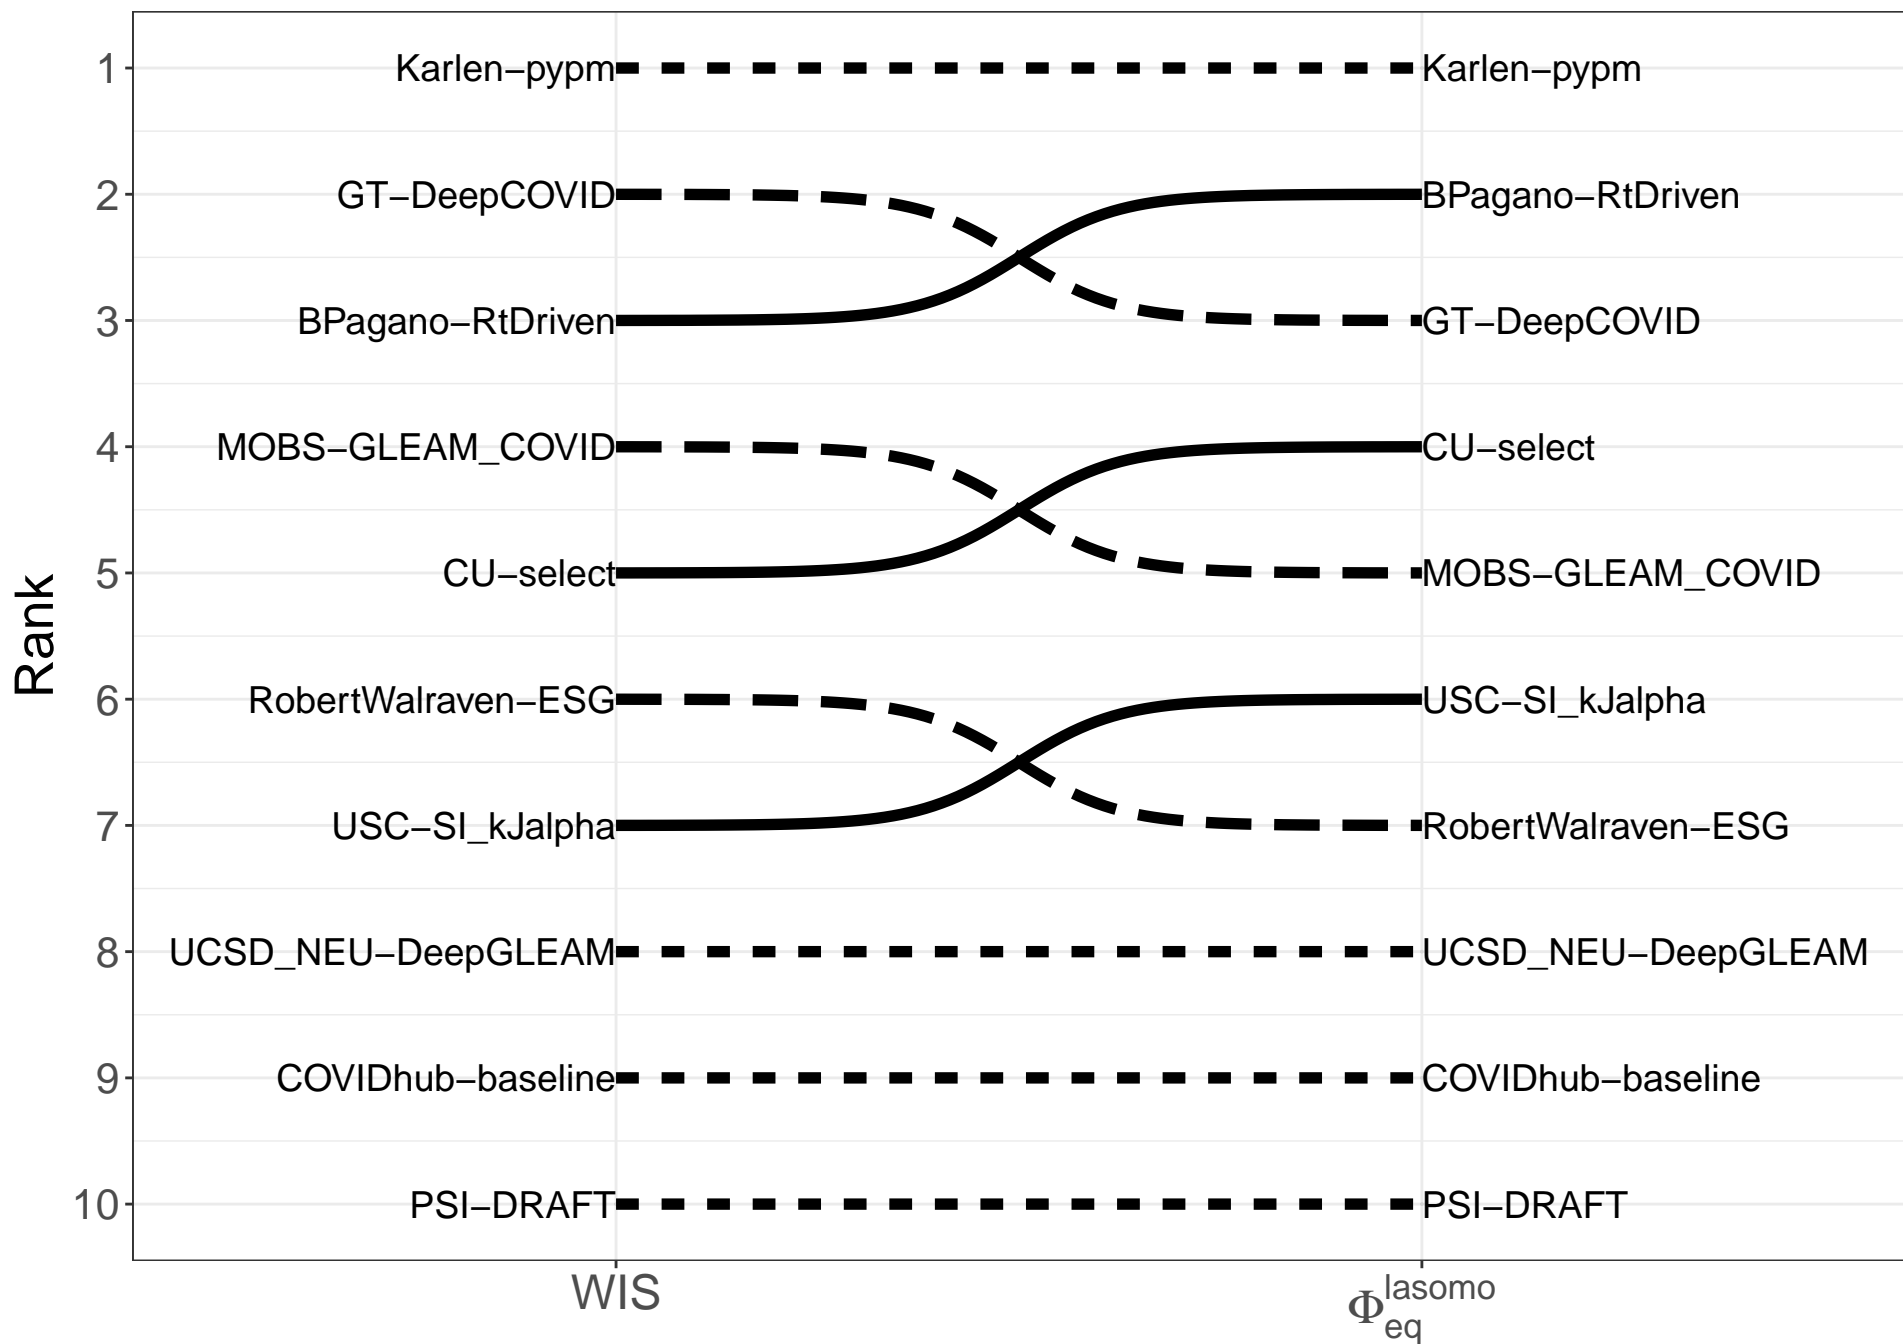 Rank
1 Karlen–pypm Karlen–pypm
2 GT–DeepCOVID BPagano–RtDriven
3 BPagano–RtDriven GT–DeepCOVID
4 MOBS–GLEAM_COVID CU–select
5 CU–select MOBS–GLEAM_COVID
6 RobertWalraven–ESG USC–SI_kJalpha
7 USC–SI_kJalpha RobertWalraven–ESG
8 UCSD_NEU–DeepGLEAM UCSD_NEU–DeepGLEAM
9 COVIDhub–baseline COVIDhub–baseline
10 PSI–DRAFT PSI–DRAFT
WIS Φ_eq^lasomo